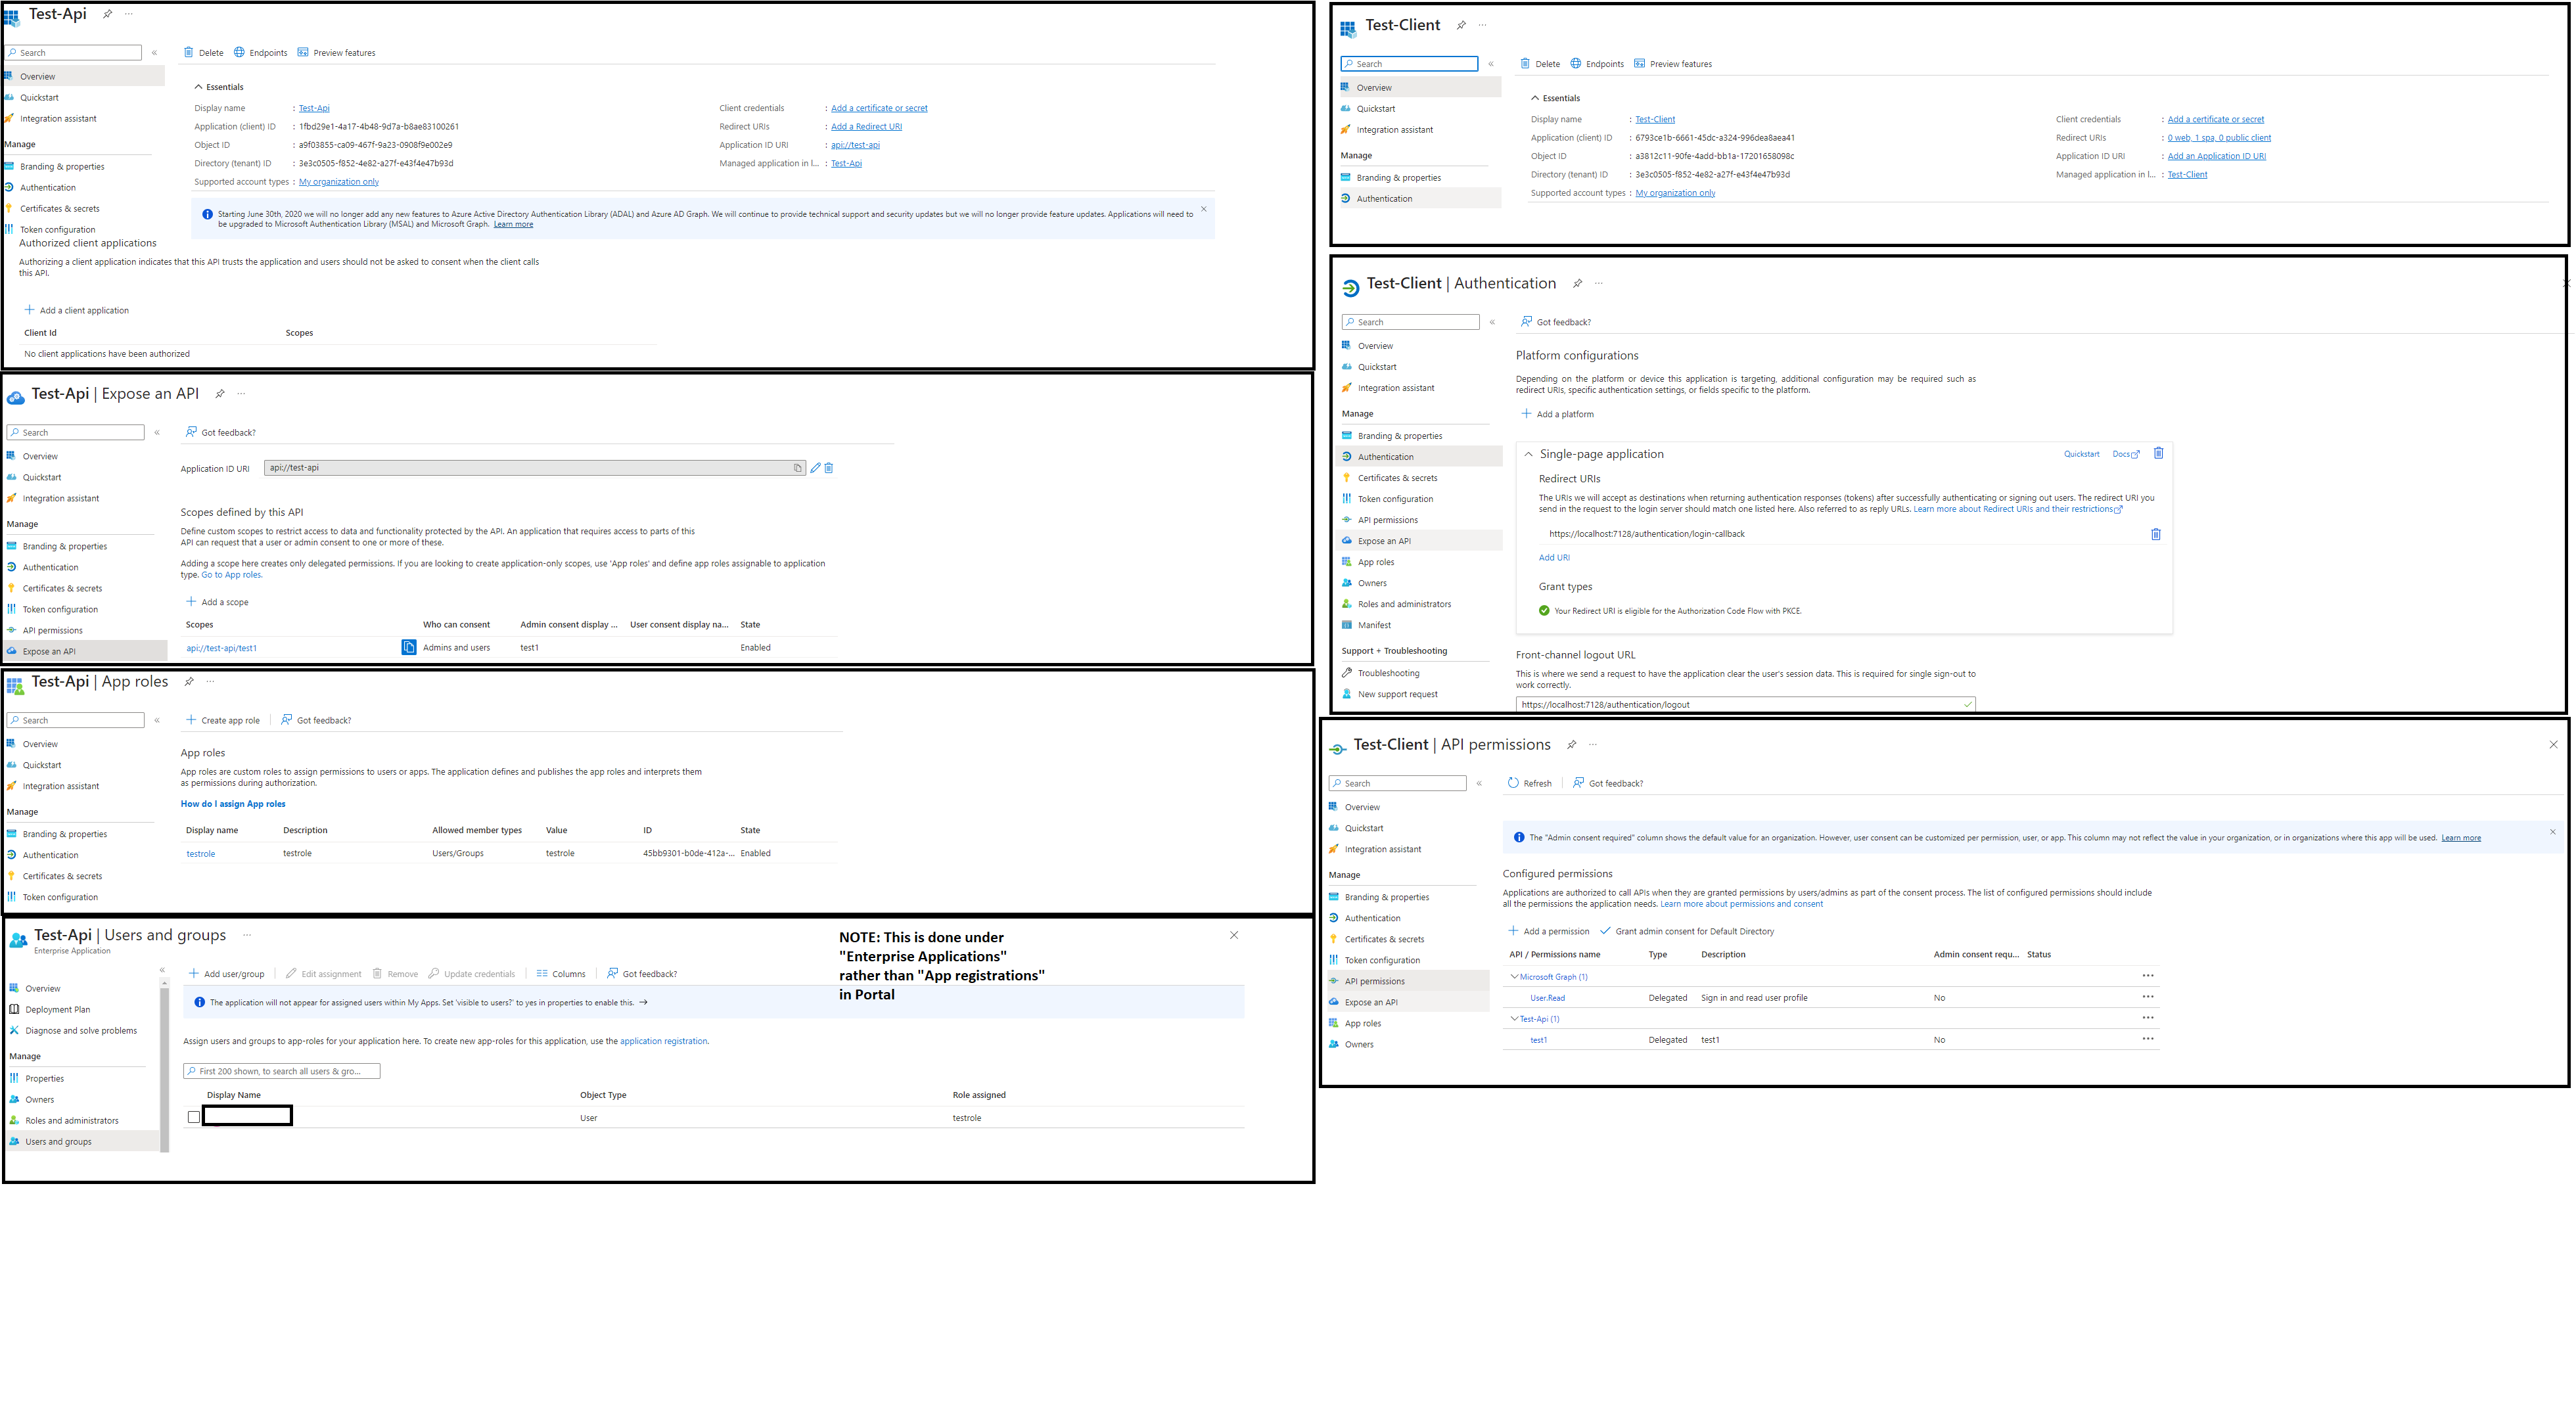 Test-Api
Search
Overview
Quickstart
Integration assistant
Manage
Branding & properties
Authentication
Certificates & secrets
Token configuration
Delete Endpoints Preview features
Essentials
Display name : Test-Api
Application (client) ID : 1fbd29e1-4a17-4b48-9d7a-b8ae83100261
Object ID : a9f03855-ca09-467f-9a23-0908f9e002e9
Directory (tenant) ID : 3e3c0505-f852-4e82-a27f-e43f4e47b93d
Supported account types : My organization only
Client credentials : Add a certificate or secret
Redirect URIs : Add a Redirect URI
Application ID URI : api://test-api
Managed application in l... : Test-Api
Starting June 30th, 2020 we will no longer add any new features to Azure Active Directory Authentication Library (ADAL) and Azure AD Graph. We will continue to provide technical support and security updates but we will no longer provide feature updates. Applications will need to
be upgraded to Microsoft Authentication Library (MSAL) and Microsoft Graph. Learn more
Authorized client applications
Authorizing a client application indicates that this API trusts the application and users should not be asked to consent when the client calls
this API.
Add a client application
Client Id Scopes
No client applications have been authorized
Test-Api | Expose an API
Search
Overview
Quickstart
Integration assistant
Manage
Branding & properties
Authentication
Certificates & secrets
Token configuration
API permissions
Expose an API
Got feedback?
Application ID URI api://test-api
Scopes defined by this API
Define custom scopes to restrict access to data and functionality protected by the API. An application that requires access to parts of this
API can request that a user or admin consent to one or more of these.
Adding a scope here creates only delegated permissions. If you are looking to create application-only scopes, use 'App roles' and define app roles assignable to application
type. Go to App roles.
Add a scope
Scopes Who can consent Admin consent display ... User consent display na... State
api://test-api/test1 Admins and users test1 Enabled
Test-Api | App roles
Search
Overview
Quickstart
Integration assistant
Manage
Branding & properties
Authentication
Certificates & secrets
Token configuration
Create app role Got feedback?
App roles
App roles are custom roles to assign permissions to users or apps. The application defines and publishes the app roles and interprets them
as permissions during authorization.
How do I assign App roles
Display name Description Allowed member types Value ID State
testrole testrole Users/Groups testrole 45bb9301-b0de-412a-... Enabled
Test-Api | Users and groups
Enterprise Application
Overview
Deployment Plan
Diagnose and solve problems
Manage
Properties
Owners
Roles and administrators
Users and groups
NOTE: This is done under
"Enterprise Applications"
rather than "App registrations"
in Portal
Add user/group Edit assignment Remove Update credentials Columns Got feedback?
The application will not appear for assigned users within My Apps. Set 'visible to users?' to yes in properties to enable this.
Assign users and groups to app-roles for your application here. To create new app-roles for this application, use the application registration.
First 200 shown, to search all users & gro...
Display Name Object Type Role assigned
User testrole
Test-Client
Search
Overview
Quickstart
Integration assistant
Manage
Branding & properties
Authentication
Delete Endpoints Preview features
Essentials
Display name : Test-Client
Application (client) ID : 6793ce1b-6661-45dc-a324-996dea8aea41
Object ID : a3812c11-90fe-4add-bb1a-17201658098c
Directory (tenant) ID : 3e3c0505-f852-4e82-a27f-e43f4e47b93d
Supported account types : My organization only
Client credentials : Add a certificate or secret
Redirect URIs : 0 web, 1 spa, 0 public client
Application ID URI : Add an Application ID URI
Managed application in l... : Test-Client
Test-Client | Authentication
Search
Overview
Quickstart
Integration assistant
Manage
Branding & properties
Authentication
Certificates & secrets
Token configuration
API permissions
Expose an API
App roles
Owners
Roles and administrators
Manifest
Support + Troubleshooting
Troubleshooting
New support request
Got feedback?
Platform configurations
Depending on the platform or device this application is targeting, additional configuration may be required such as
redirect URIs, specific authentication settings, or fields specific to the platform.
Add a platform
Single-page application Quickstart Docs
Redirect URIs
The URIs we will accept as destinations when returning authentication responses (tokens) after successfully authenticating or signing out users. The redirect URI you
send in the request to the login server should match one listed here. Also referred to as reply URLs. Learn more about Redirect URIs and their restrictions
https://localhost:7128/authentication/login-callback
Add URI
Grant types
Your Redirect URI is eligible for the Authorization Code Flow with PKCE.
Front-channel logout URL
This is where we send a request to have the application clear the user's session data. This is required for single sign-out to
work correctly.
https://localhost:7128/authentication/logout
Test-Client | API permissions
Search
Overview
Quickstart
Integration assistant
Manage
Branding & properties
Authentication
Certificates & secrets
Token configuration
API permissions
Expose an API
App roles
Owners
Refresh Got feedback?
The "Admin consent required" column shows the default value for an organization. However, user consent can be customized per permission, user, or app. This column may not reflect the value in your organization, or in organizations where this app will be used. Learn more
Configured permissions
Applications are authorized to call APIs when they are granted permissions by users/admins as part of the consent process. The list of configured permissions should include
all the permissions the application needs. Learn more about permissions and consent
Add a permission Grant admin consent for Default Directory
API / Permissions name Type Description Admin consent requ... Status
Microsoft Graph (1)
User.Read Delegated Sign in and read user profile No
Test-Api (1)
test1 Delegated test1 No